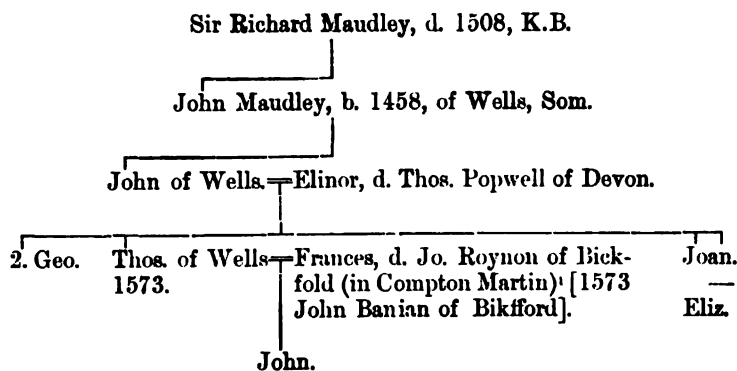 Sir Richard Maudley, d. 1508, K.B.
John Maudley, b. 1458, of Wells, Som.
John of Wells.=Elinor, d. Thos. Popwell of Devon.
2. Geo. Thos. of Wells=Frances, d. Jo. Roynon of Bick- Joan.
1573. fold (in Compton Martin) [1573 —
John Banian of Bikfford]. Eliz.
John.